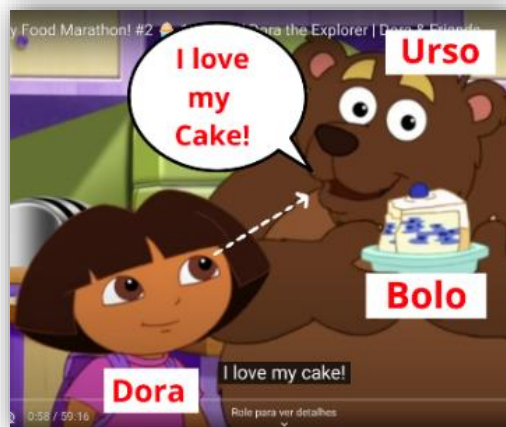 y Food Marathon! #2 🧁 Dora the Explorer | Dora & Friends
Urso
I love
my
Cake!
Bolo
I love my cake!
Dora
0:58 / 59:16
Role para ver detalhes